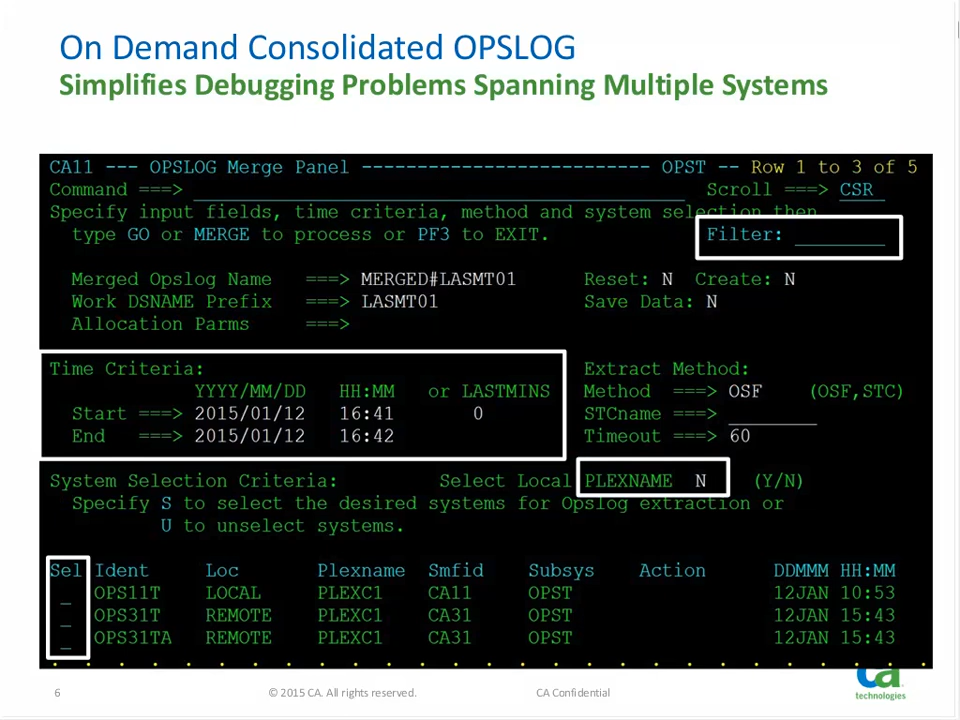 On Demand Consolidated OPSLOG
Simplifies Debugging Problems Spanning Multiple Systems
CA11 --- OPSLOG Merge Panel -------------------------- OPST -- Row 1 to 3 of 5
Command ===> Scroll ===> CSR
Specify input fields, time criteria, method and system selection then
type GO or MERGE to process or PF3 to EXIT. Filter:
Merged Opslog Name ===> MERGED#LASMT01 Reset: N Create: N
Work DSNAME Prefix ===> LASMT01 Save Data: N
Allocation Parms ===>
Time Criteria: Extract Method:
YYYY/MM/DD HH:MM or LASTMINS Method ===> OSF (OSF,STC)
Start ===> 2015/01/12 16:41 0 STCname ===>
End ===> 2015/01/12 16:42 Timeout ===> 60
System Selection Criteria: Select Local PLEXNAME N (Y/N)
Specify S to select the desired systems for Opslog extraction or
U to unselect systems.
Sel Ident Loc Plexname Smfid Subsys Action DDMMM HH:MM
_ OPS11T LOCAL PLEXC1 CA11 OPST 12JAN 10:53
_ OPS31T REMOTE PLEXC1 CA31 OPST 12JAN 15:43
_ OPS31TA REMOTE PLEXC1 CA31 OPST 12JAN 15:43
6 © 2015 CA. All rights reserved. CA Confidential
ca
technologies